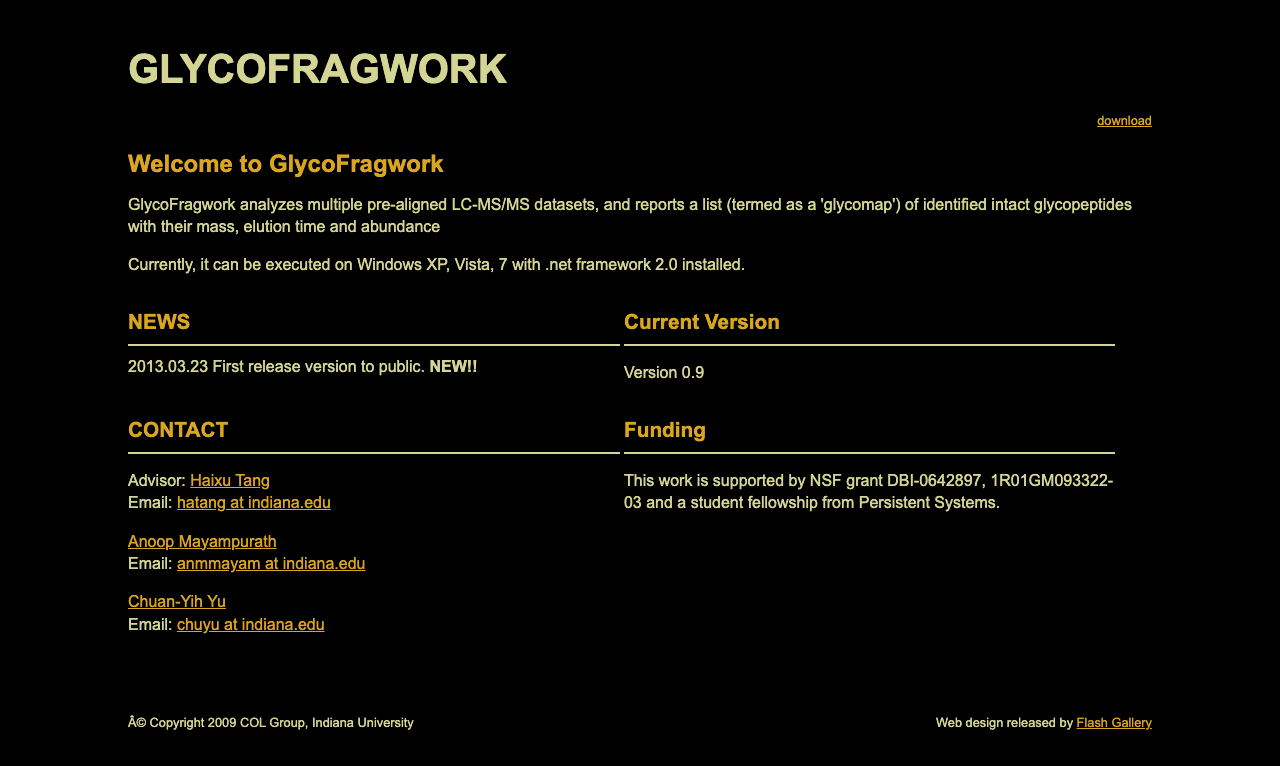 GLYCOFRAGWORK
download
Welcome to GlycoFragwork
GlycoFragwork analyzes multiple pre-aligned LC-MS/MS datasets, and reports a list (termed as a 'glycomap') of identified intact glycopeptides
with their mass, elution time and abundance
Currently, it can be executed on Windows XP, Vista, 7 with .net framework 2.0 installed.
NEWS
2013.03.23 First release version to public. NEW!!
Current Version
Version 0.9
CONTACT
Advisor: Haixu Tang
Email: hatang at indiana.edu
Anoop Mayampurath
Email: anmmayam at indiana.edu
Chuan-Yih Yu
Email: chuyu at indiana.edu
Funding
This work is supported by NSF grant DBI-0642897, 1R01GM093322-
03 and a student fellowship from Persistent Systems.
Â© Copyright 2009 COL Group, Indiana University
Web design released by Flash Gallery